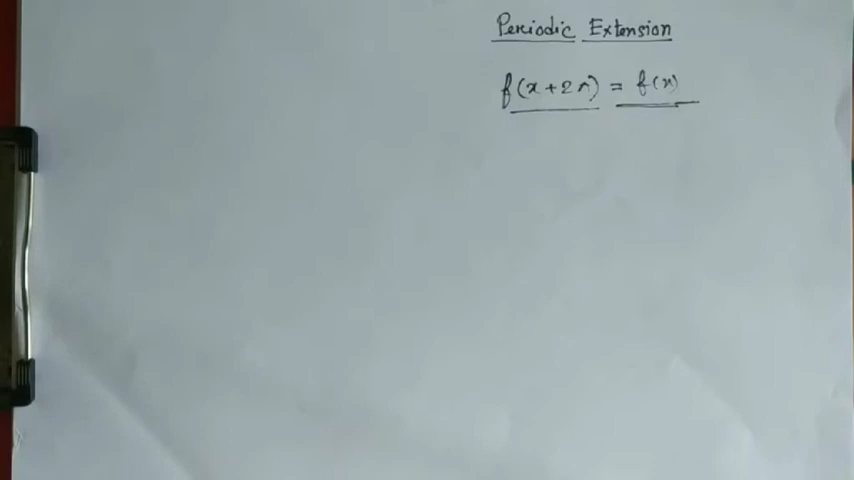 Periodic Extension
f(x+2π) = f(x)